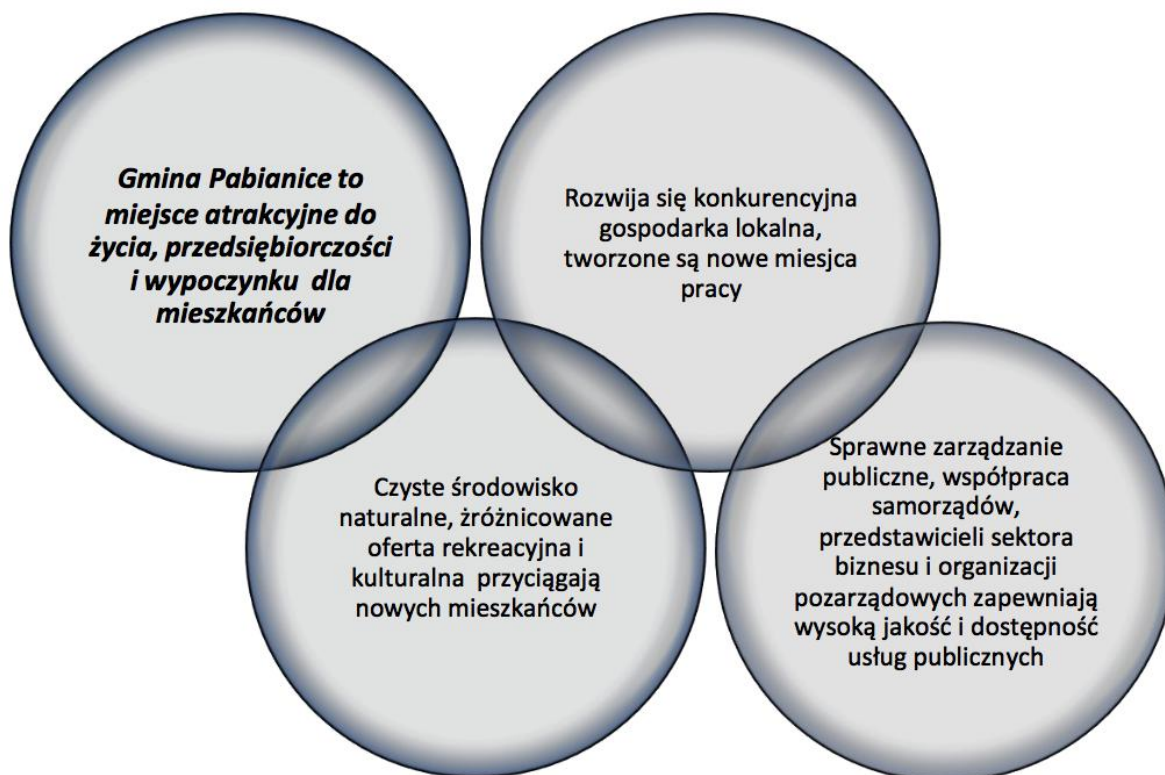 Gmina Pabianice to
miejsce atrakcyjne do
życia, przedsiębiorczości
i wypoczynku  dla
mieszkańców
Rozwija się konkurencyjna
gospodarka lokalna,
tworzone są nowe miesjca
pracy
Czyste środowisko
naturalne, żróżnicowane
oferta rekreacyjna i
kulturalna  przyciągają
nowych mieszkańców
Sprawne zarządzanie
publiczne, współpraca
samorządów,
przedstawicieli sektora
biznesu i organizacji
pozarządowych zapewniają
wysoką jakość i dostępność
usług publicznych